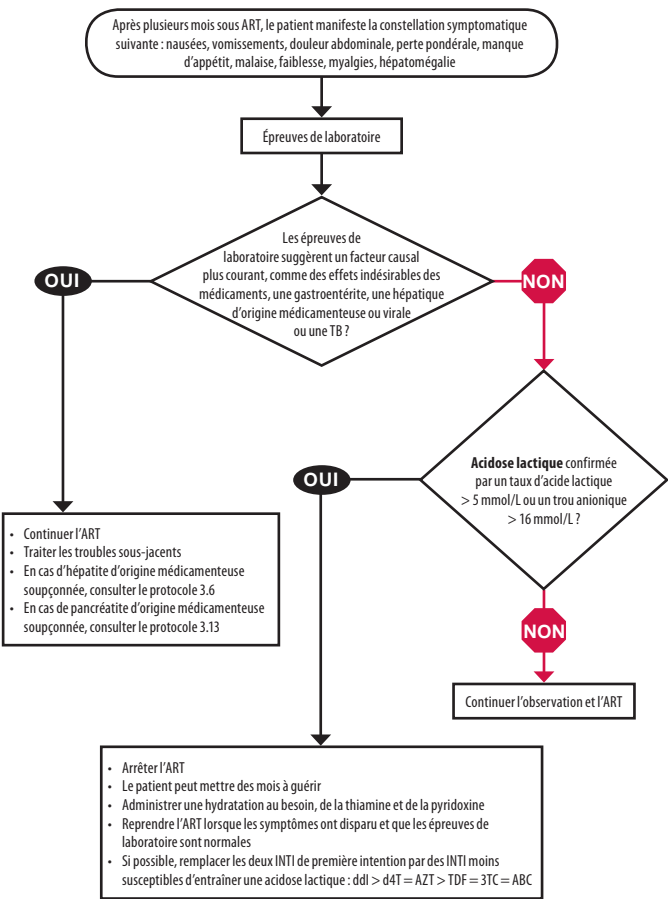 Après plusieurs mois sous ART, le patient manifeste la constellation symptomatique
suivante : nausées, vomissements, douleur abdominale, perte pondérale, manque
d'appétit, malaise, faiblesse, myalgies, hépatomégalie
Épreuves de laboratoire
Les épreuves de
laboratoire suggèrent un facteur causal
plus courant, comme des effets indésirables des
médicaments, une gastroentérite, une hépatique
d'origine médicamenteuse ou virale
ou une TB ?
OUI
NON
Acidose lactique confirmée
par un taux d'acide lactique
> 5 mmol/L ou un trou anionique
> 16 mmol/L ?
OUI
• Continuer l'ART
• Traiter les troubles sous-jacents
• En cas d'hépatite d'origine médicamenteuse
soupçonnée, consulter le protocole 3.6
• En cas de pancréatite d'origine médicamenteuse
soupçonnée, consulter le protocole 3.13
NON
Continuer l'observation et l'ART
• Arrêter l'ART
• Le patient peut mettre des mois à guérir
• Administrer une hydratation au besoin, de la thiamine et de la pyridoxine
• Reprendre l'ART lorsque les symptômes ont disparu et que les épreuves de
laboratoire sont normales
• Si possible, remplacer les deux INTI de première intention par des INTI moins
susceptibles d'entraîner une acidose lactique : ddI > d4T = AZT > TDF = 3TC = ABC